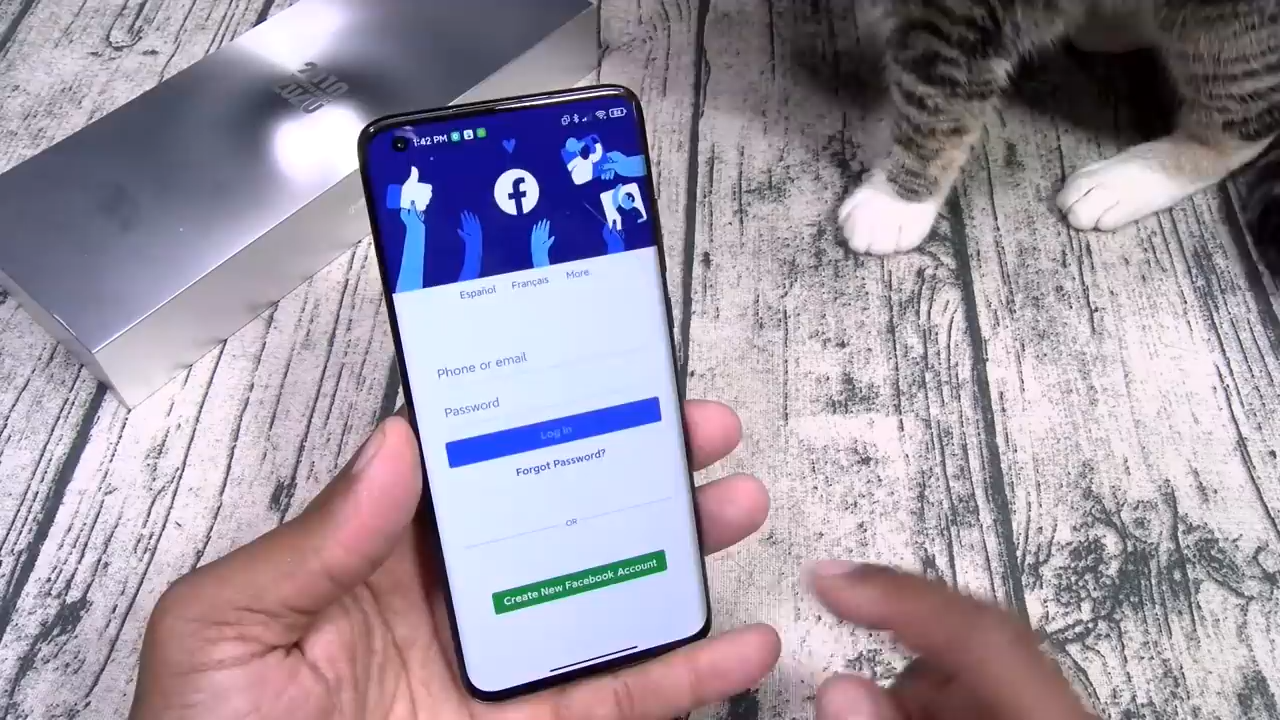 1:42 PM
84
Español Français More.
Phone or email
Password
Log In
Forgot Password?
OR
Create New Facebook Account